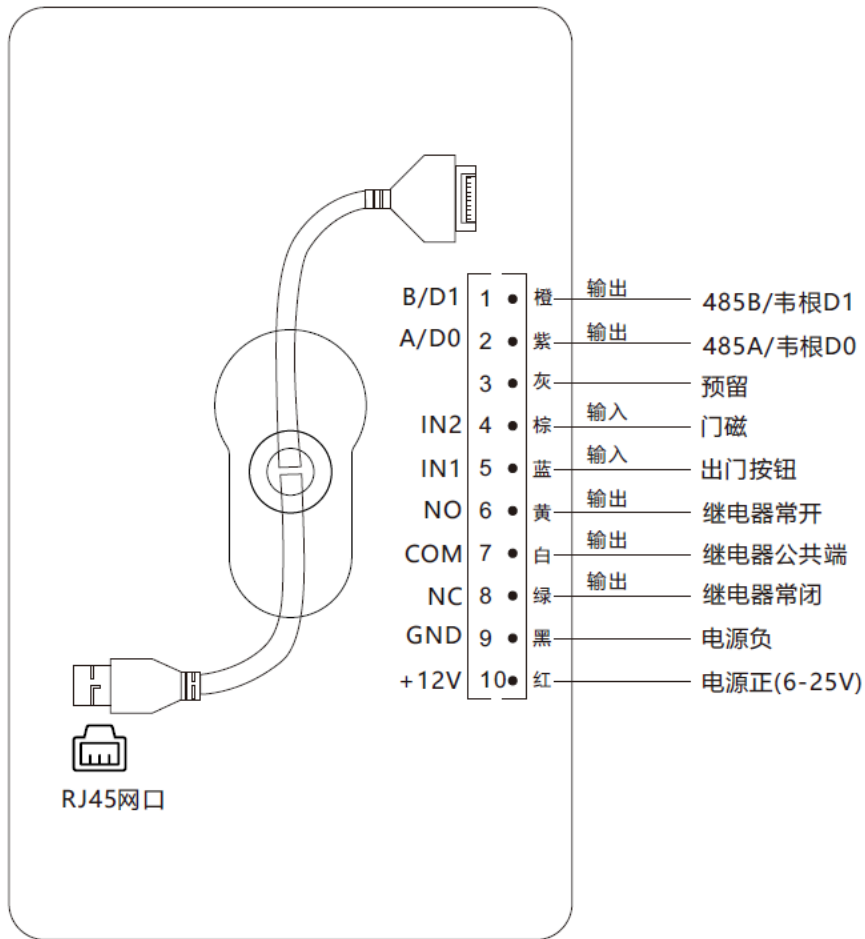 B/D1 1 橙 输出 485B/韦根D1
A/D0 2 紫 输出 485A/韦根D0
3 灰 预留
IN2 4 棕 输入 门磁
IN1 5 蓝 输入 出门按钮
NO 6 黄 输出 继电器常开
COM 7 白 输出 继电器公共端
NC 8 绿 输出 继电器常闭
GND 9 黑 电源负
+12V 10 红 电源正(6-25V)
RJ45网口